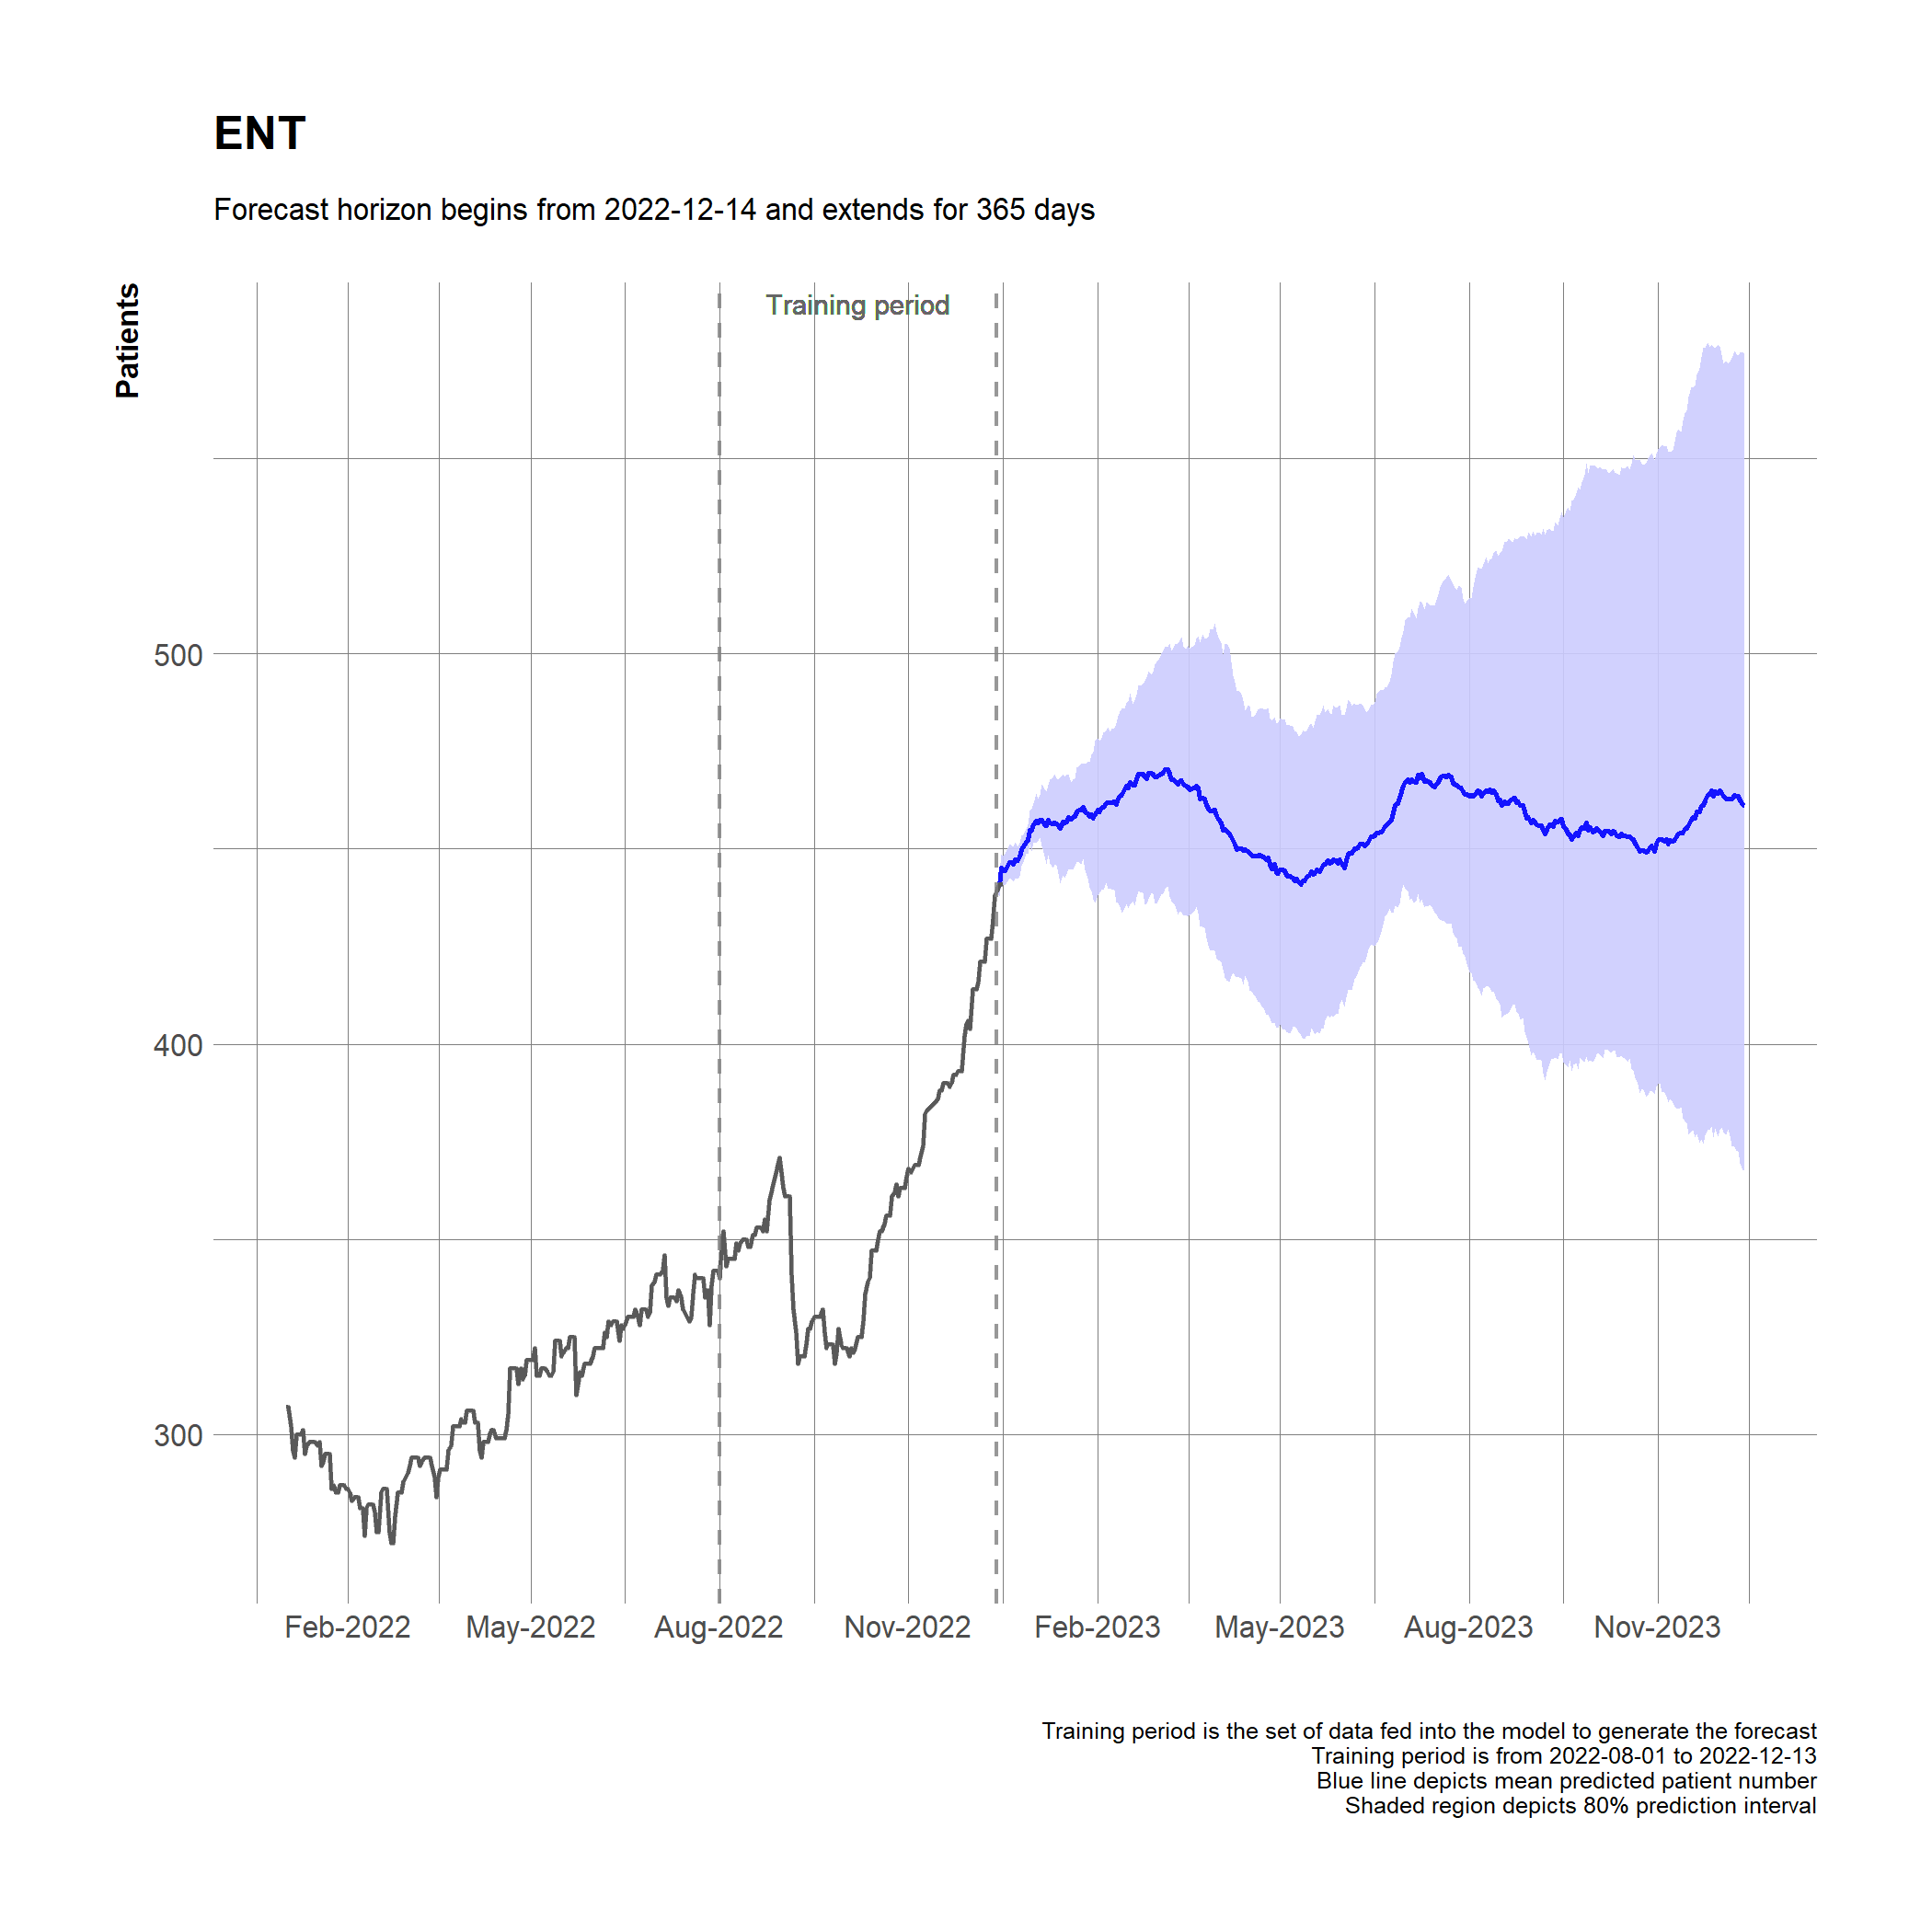 ENT
Forecast horizon begins from 2022-12-14 and extends for 365 days
Patients
Training period
500
400
300
Feb-2022
May-2022
Aug-2022
Nov-2022
Feb-2023
May-2023
Aug-2023
Nov-2023
Training period is the set of data fed into the model to generate the forecast
Training period is from 2022-08-01 to 2022-12-13
Blue line depicts mean predicted patient number
Shaded region depicts 80% prediction interval